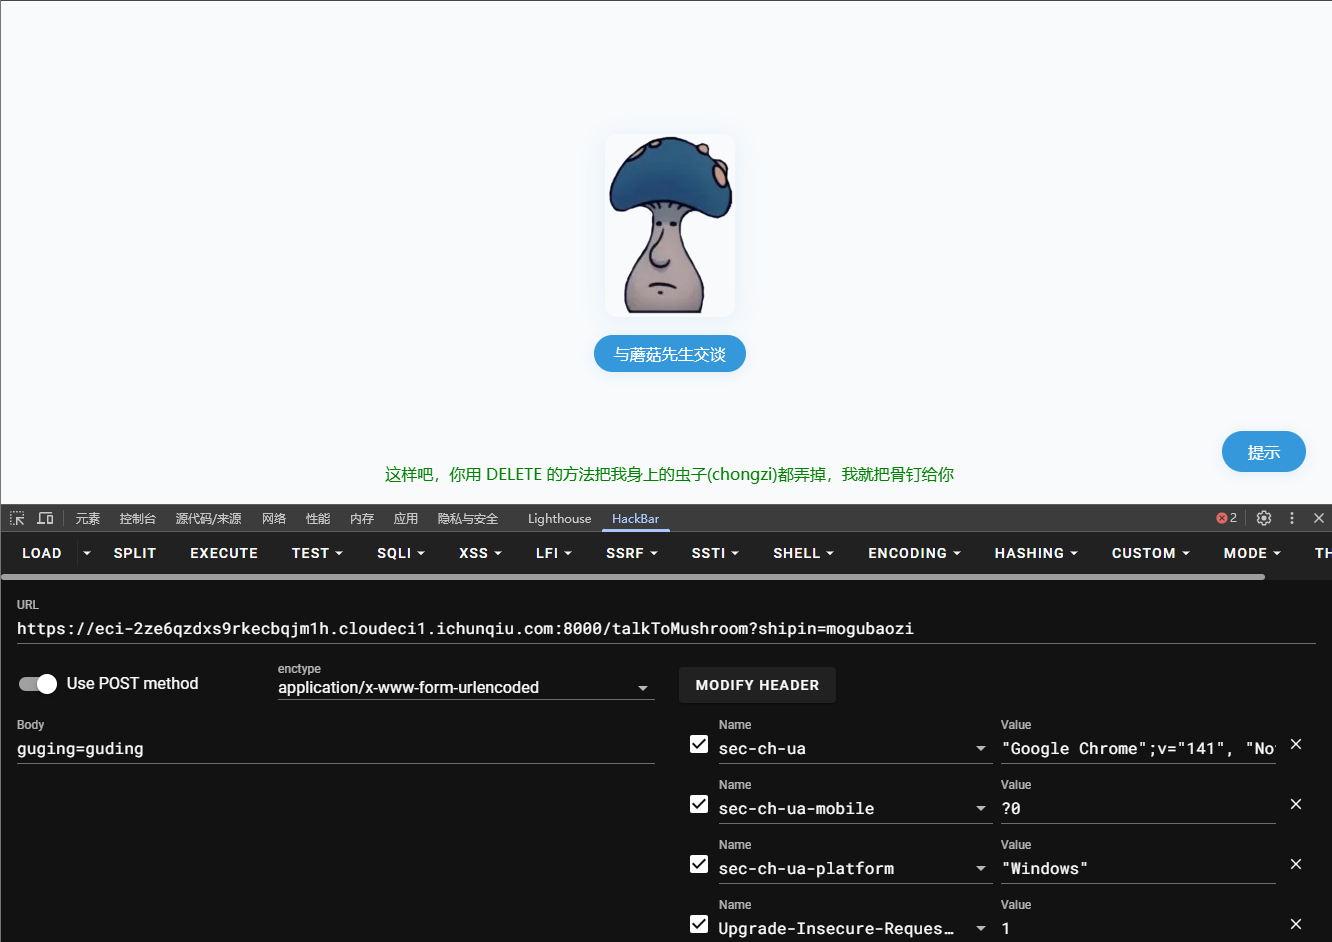 与蘑菇先生交谈
提示
这样吧，你用 DELETE 的方法把我身上的虫子(chongzi)都弄掉，我就把骨钉给你
元素 控制台 源代码/来源 网络 性能 内存 应用 隐私与安全 Lighthouse HackBar 2
LOAD SPLIT EXECUTE TEST SQLI XSS LFI SSRF SSTI SHELL ENCODING HASHING CUSTOM MODE TH
URL
https://eci-2ze6qzdxs9rkecbqjm1h.cloudeci1.ichunqiu.com:8000/talkToMushroom?shipin=mogubaozi
Use POST method
enctype
application/x-www-form-urlencoded
MODIFY HEADER
Body
guging=guding
Name Value
sec-ch-ua "Google Chrome";v="141", "No
Name Value
sec-ch-ua-mobile ?0
Name Value
sec-ch-ua-platform "Windows"
Name Value
Upgrade-Insecure-Reques… 1